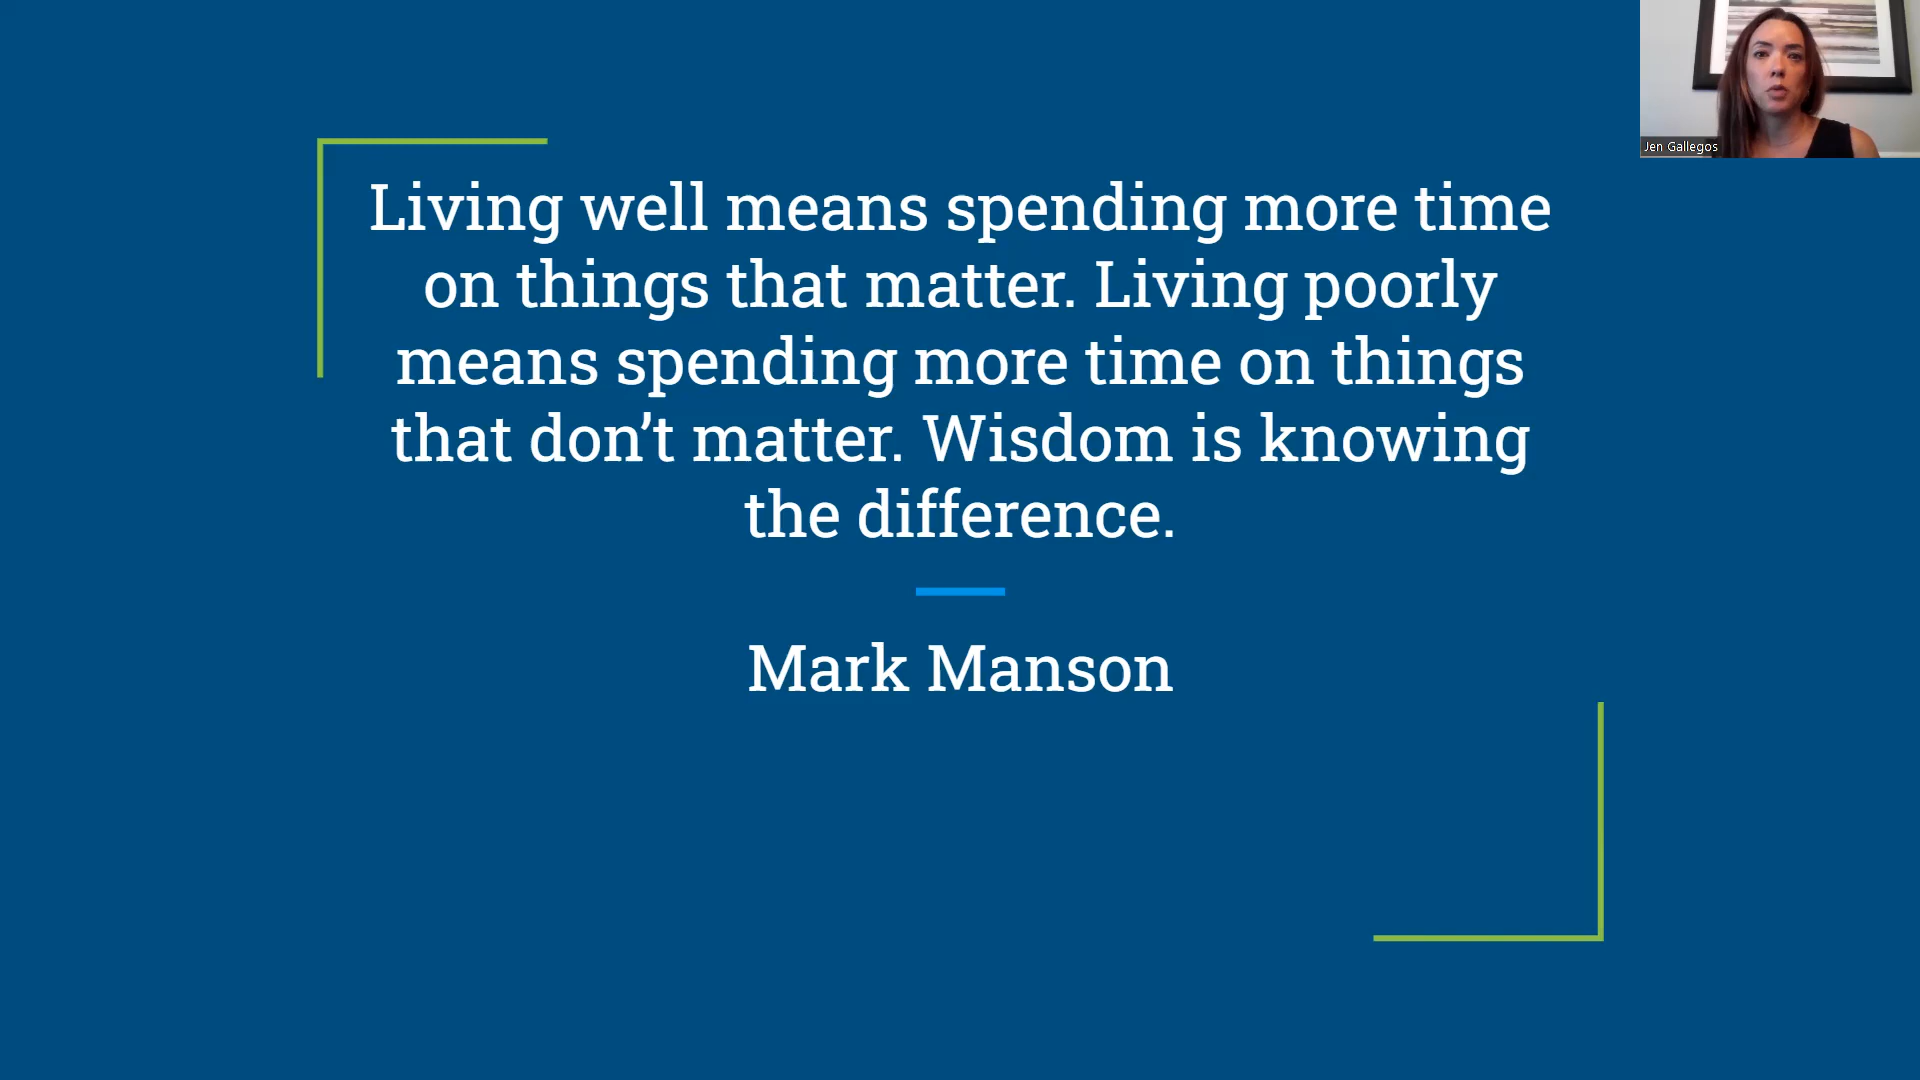 Jen Gallegos
Living well means spending more time
on things that matter. Living poorly
means spending more time on things
that don’t matter. Wisdom is knowing
the difference.
Mark Manson